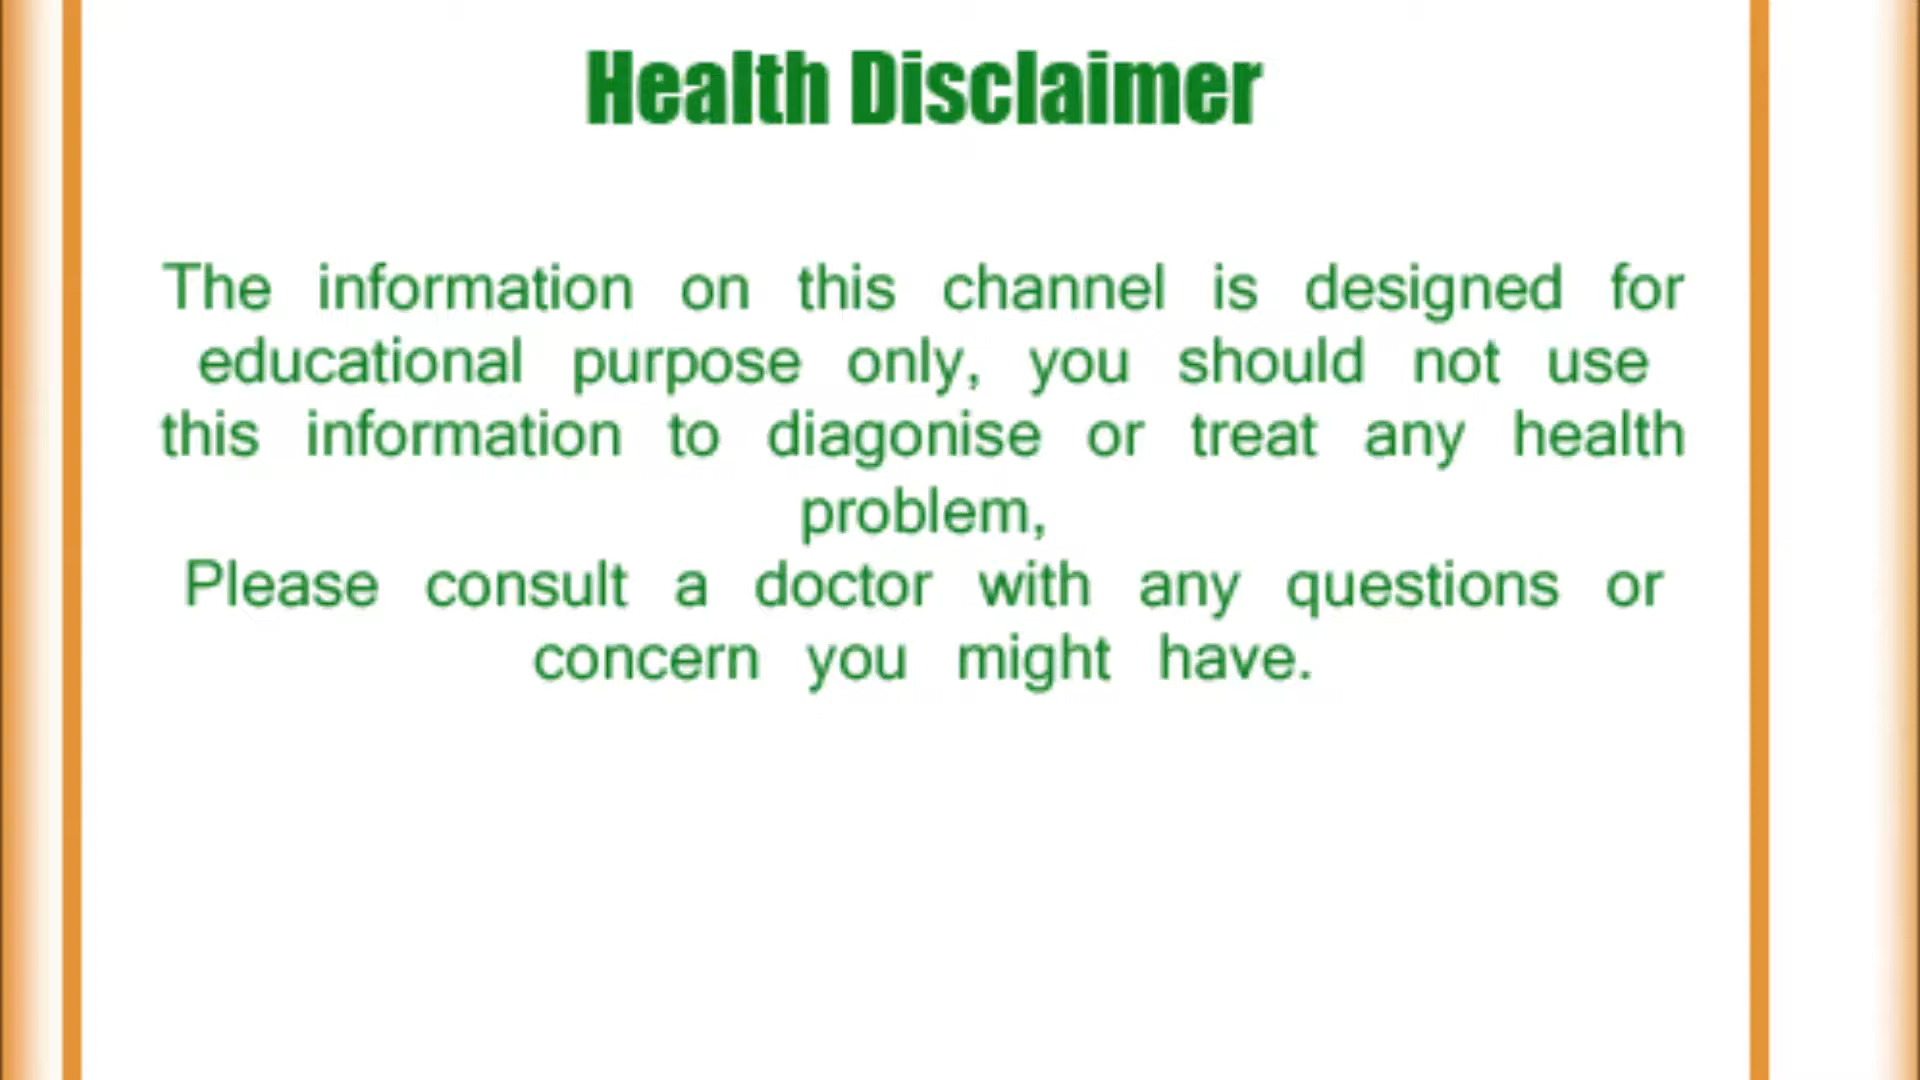 Health Disclaimer
The information on this channel is designed for
educational purpose only, you should not use
this information to diagonise or treat any health
problem,
Please consult a doctor with any questions or
concern you might have.